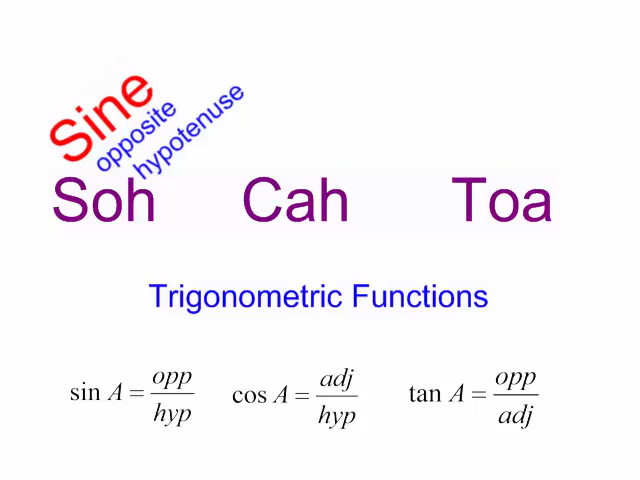 Sine
opposite
hypotenuse
Soh Cah Toa
Trigonometric Functions
sin A = opp/hyp cos A = adj/hyp tan A = opp/adj